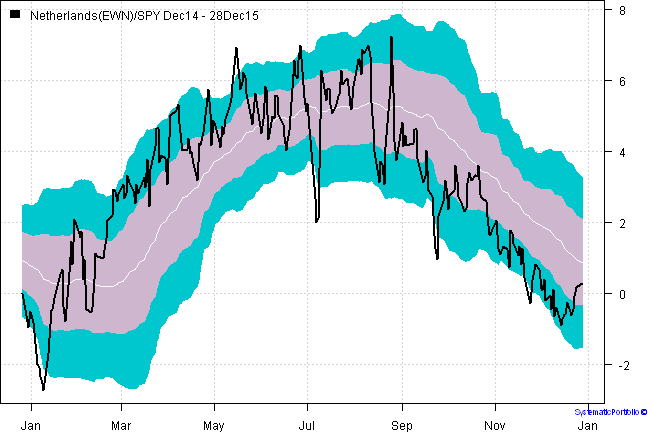 Netherlands(EWN)/SPY Dec14 - 28Dec15
8
6
4
2
0
-2
Jan Mar May Jul Sep Nov Jan
SystematicPortfolio ©